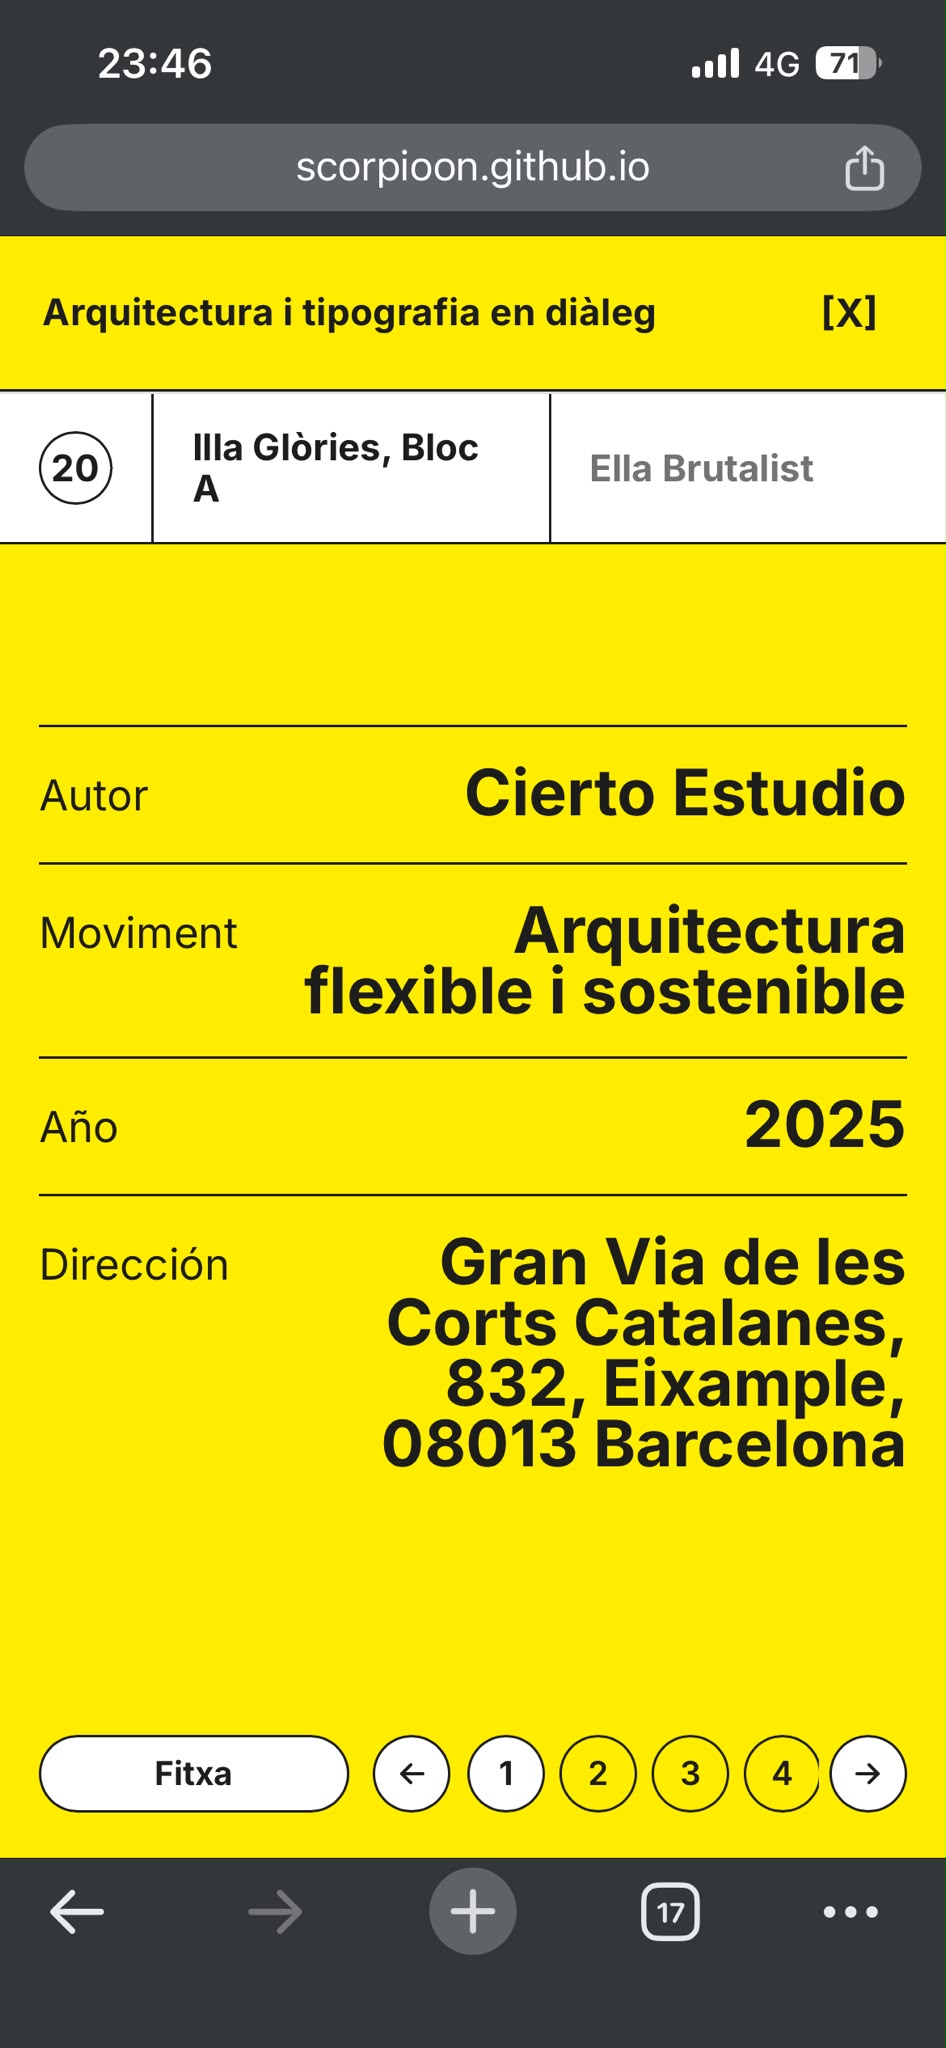 23:46
4G
71
scorpioon.github.io
Arquitectura i tipografia en diàleg
[X]
20
Illa Glòries, Bloc
A
Ella Brutalist
Autor
Cierto Estudio
Moviment
Arquitectura
flexible i sostenible
Año
2025
Dirección
Gran Via de les
Corts Catalanes,
832, Eixample,
08013 Barcelona
Fitxa
←
1
2
3
4
→
17